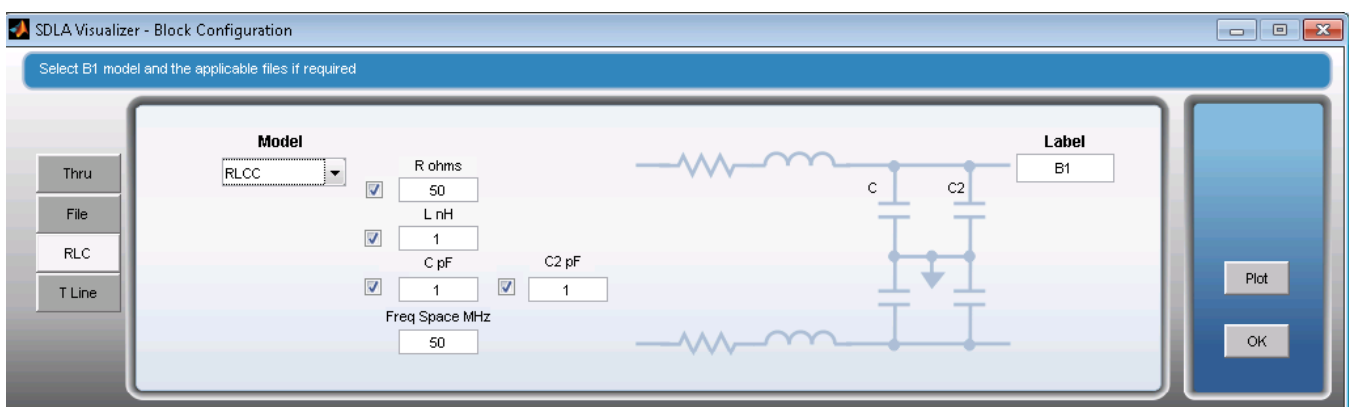 SDLA Visualizer - Block Configuration
Select B1 model and the applicable files if required
Thru
File
RLC
T Line
Model
RLCC
R ohms
50
L nH
1
C pF
1
C2 pF
1
Freq Space MHz
50
C
C2
Label
B1
Plot
OK